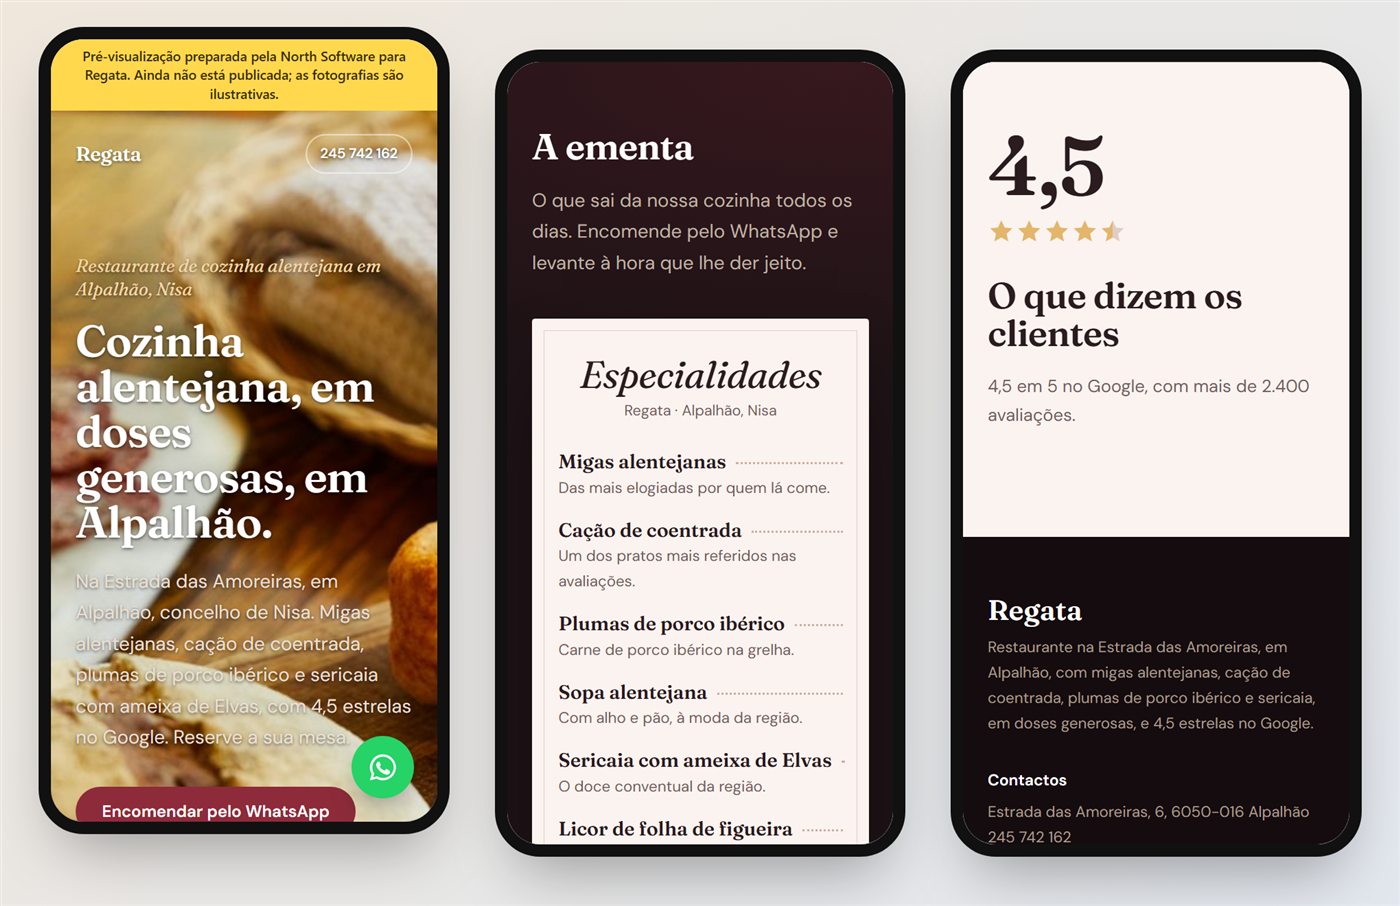 Pré-visualização preparada pela North Software para
Regata. Ainda não está publicada; as fotografias são
ilustrativas.
Regata
245 742 162
Restaurante de cozinha alentejana em
Alpalhão, Nisa
Cozinha
alentejana, em
doses
generosas, em
Alpalhão.
Na Estrada das Amoreiras, em
Alpalhão, concelho de Nisa. Migas
alentejanas, cação de coentrada,
plumas de porco ibérico e sericaia
com ameixa de Elvas, com 4,5 estrelas
no Google. Reserve a sua mesa.
Encomendar pelo WhatsApp
A ementa
O que sai da nossa cozinha todos os
dias. Encomende pelo WhatsApp e
levante à hora que lhe der jeito.
Especialidades
Regata · Alpalhão, Nisa
Migas alentejanas
Das mais elogiadas por quem lá come.
Cação de coentrada
Um dos pratos mais referidos nas
avaliações.
Plumas de porco ibérico
Carne de porco ibérico na grelha.
Sopa alentejana
Com alho e pão, à moda da região.
Sericaia com ameixa de Elvas
O doce conventual da região.
Licor de folha de figueira
4,5
O que dizem os
clientes
4,5 em 5 no Google, com mais de 2.400
avaliações.
Regata
Restaurante na Estrada das Amoreiras, em
Alpalhão, com migas alentejanas, cação de
coentrada, plumas de porco ibérico e sericaia,
em doses generosas, e 4,5 estrelas no Google.
Contactos
Estrada das Amoreiras, 6, 6050-016 Alpalhão
245 742 162